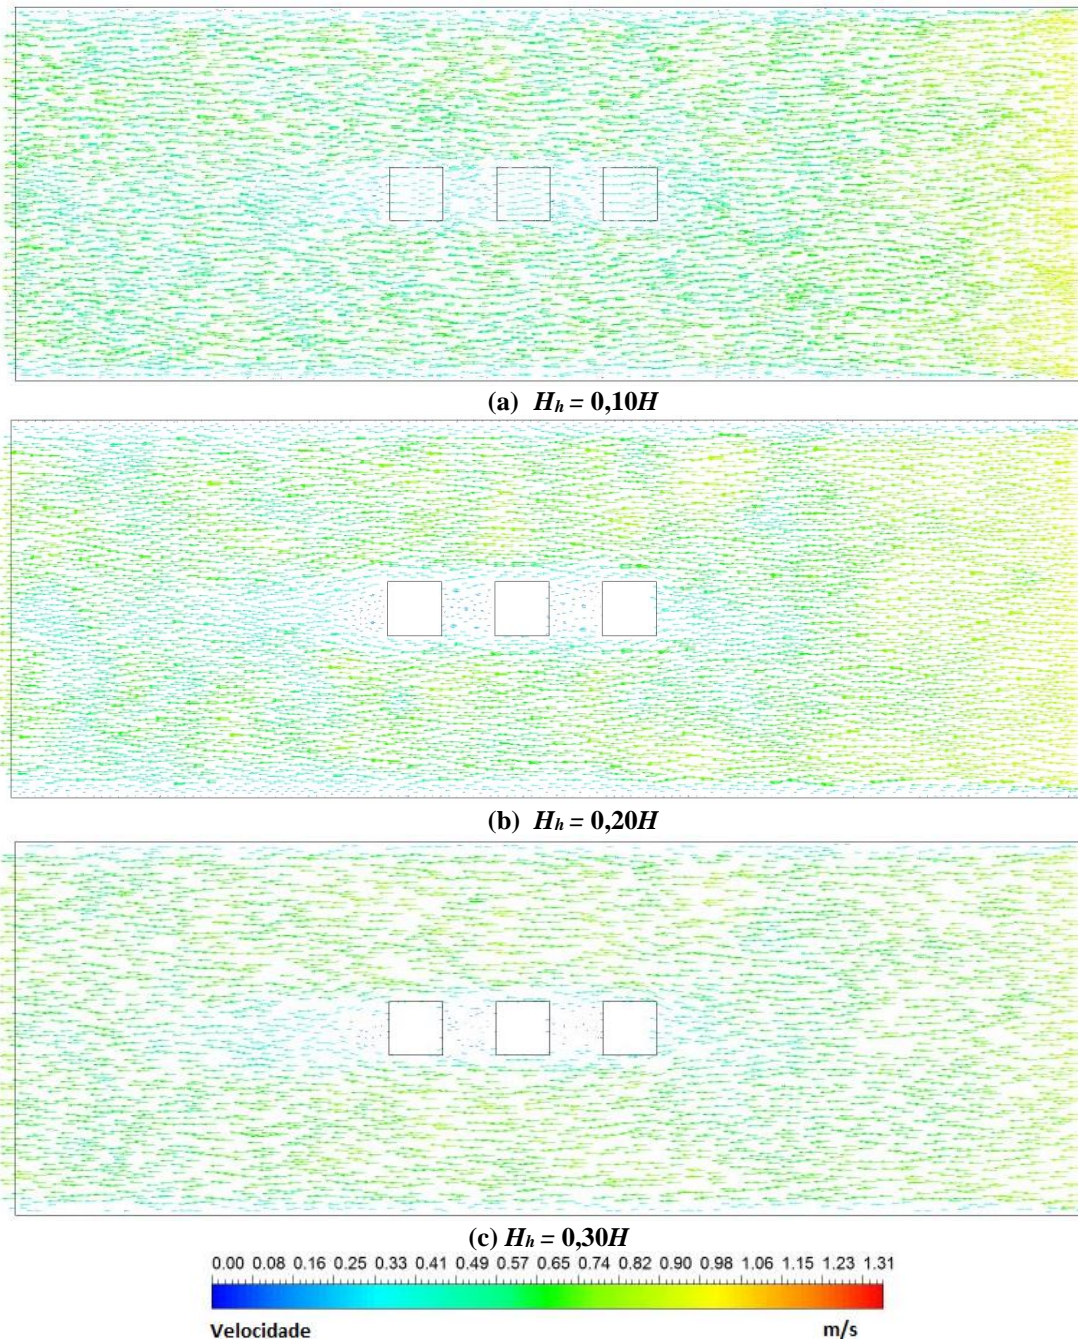 (a) Hₕ = 0,10H
(b) Hₕ = 0,20H
(c) Hₕ = 0,30H
0.00 0.08 0.16 0.25 0.33 0.41 0.49 0.57 0.65 0.74 0.82 0.90 0.98 1.06 1.15 1.23 1.31
Velocidade m/s